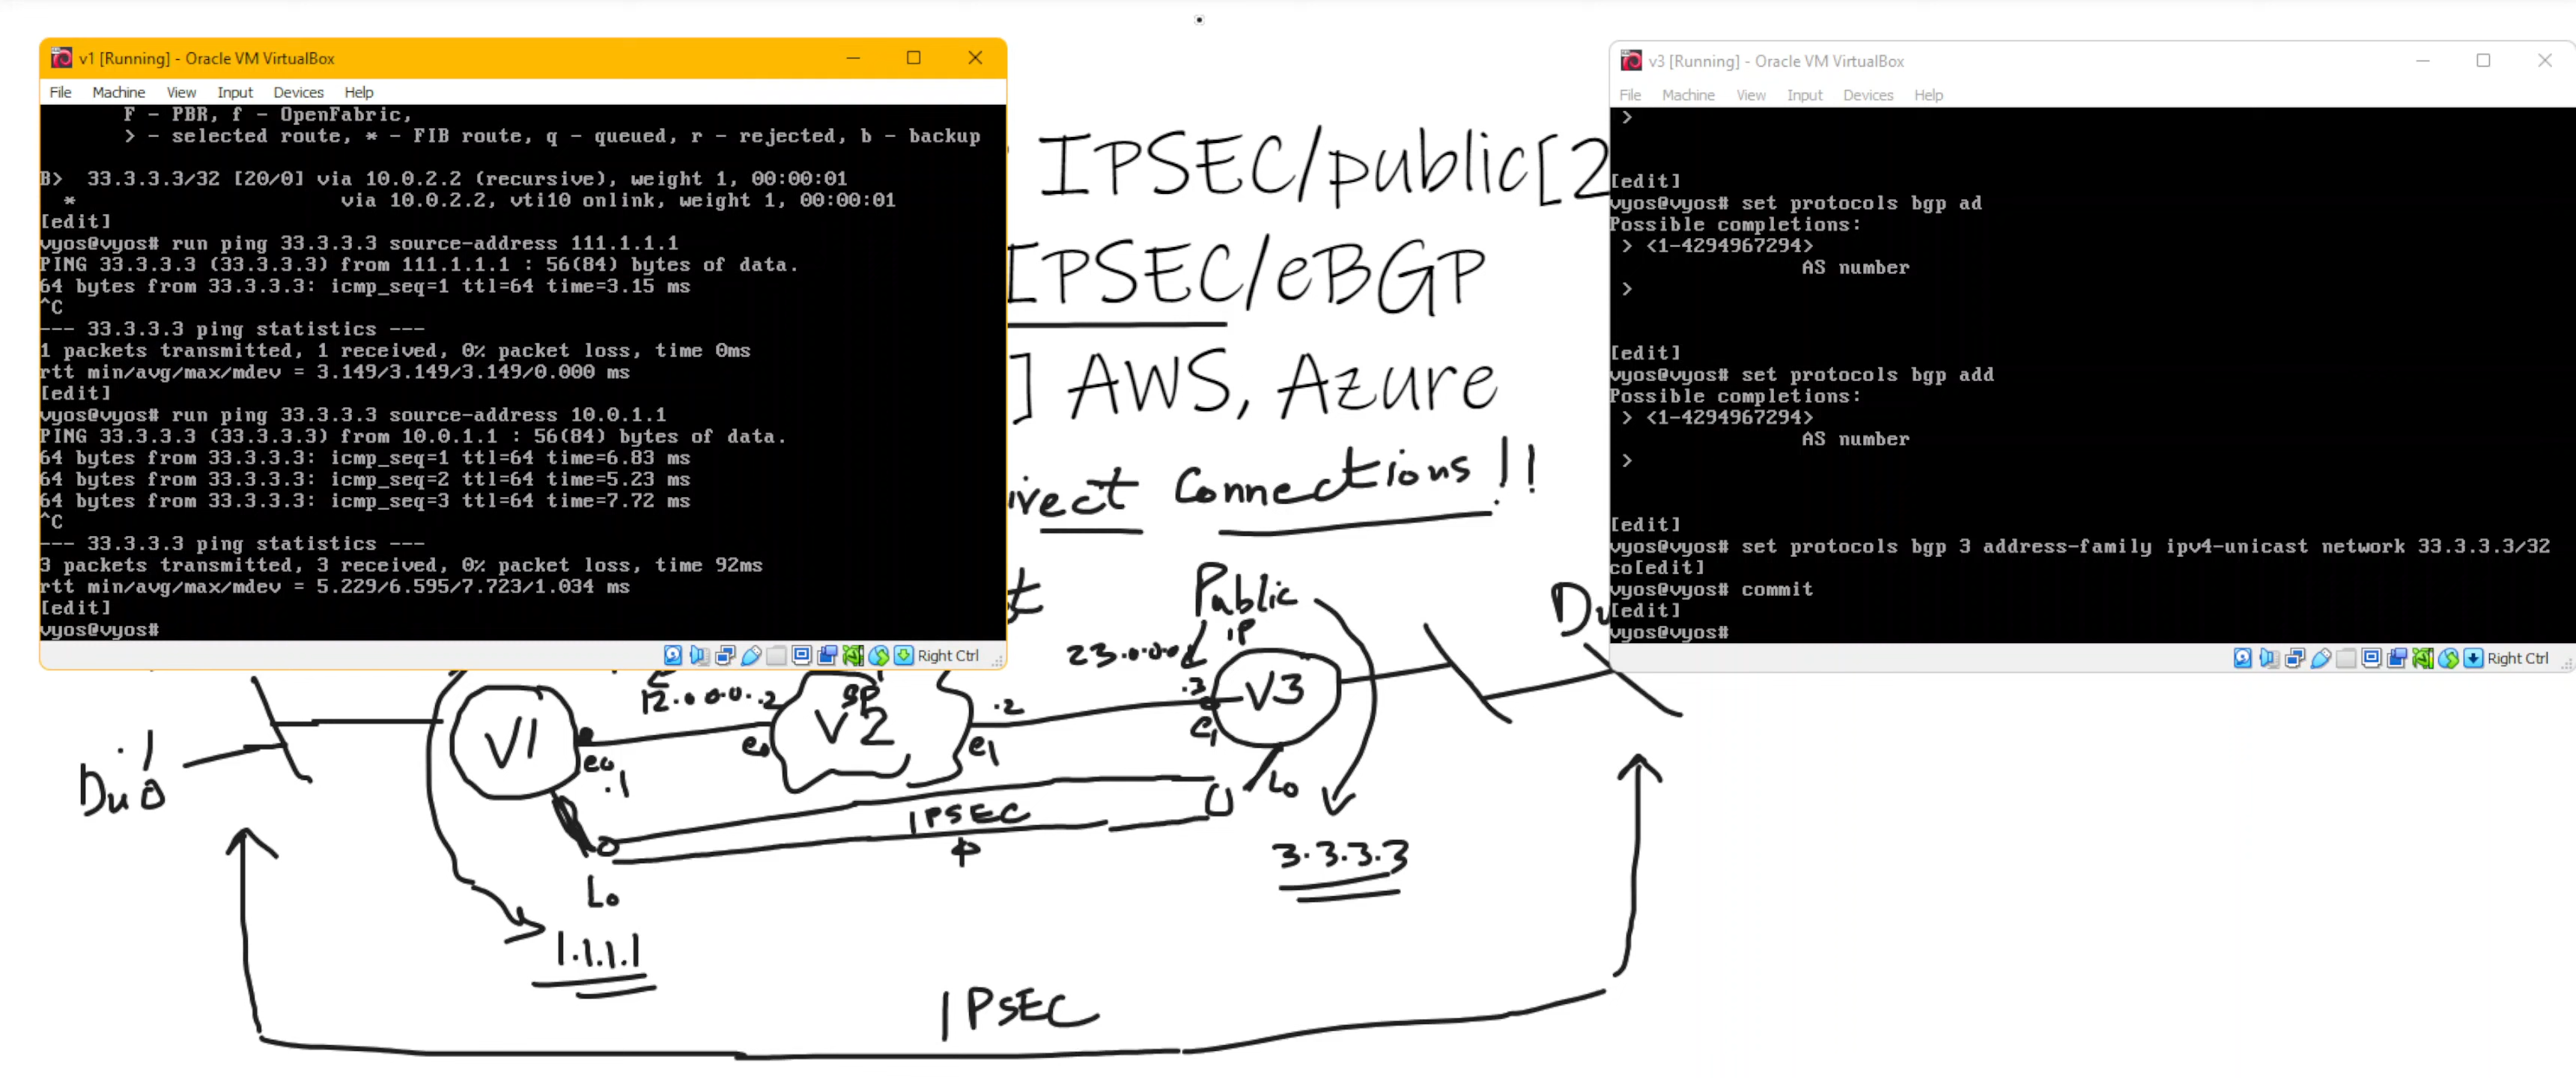 v1 [Running] - Oracle VM VirtualBox
File Machine View Input Devices Help
F - PBR, f - OpenFabric,
> - selected route, * - FIB route, q - queued, r - rejected, b - backup
B> 33.3.3.3/32 [20/0] via 10.0.2.2 (recursive), weight 1, 00:00:01
* via 10.0.2.2, vti10 onlink, weight 1, 00:00:01
[edit]
vyos@vyos# run ping 33.3.3.3 source-address 111.1.1.1
PING 33.3.3.3 (33.3.3.3) from 111.1.1.1 : 56(84) bytes of data.
64 bytes from 33.3.3.3: icmp_seq=1 ttl=64 time=3.15 ms
^C
--- 33.3.3.3 ping statistics ---
1 packets transmitted, 1 received, 0% packet loss, time 0ms
rtt min/avg/max/mdev = 3.149/3.149/3.149/0.000 ms
[edit]
vyos@vyos# run ping 33.3.3.3 source-address 10.0.1.1
PING 33.3.3.3 (33.3.3.3) from 10.0.1.1 : 56(84) bytes of data.
64 bytes from 33.3.3.3: icmp_seq=1 ttl=64 time=6.83 ms
64 bytes from 33.3.3.3: icmp_seq=2 ttl=64 time=5.23 ms
64 bytes from 33.3.3.3: icmp_seq=3 ttl=64 time=7.72 ms
^C
--- 33.3.3.3 ping statistics ---
3 packets transmitted, 3 received, 0% packet loss, time 92ms
rtt min/avg/max/mdev = 5.229/6.595/7.723/1.034 ms
[edit]
vyos@vyos#
Right Ctrl
IPSEC/public[2
IPSEC/eBGP
] AWS, Azure
irect Connections!!
t
v3 [Running] - Oracle VM VirtualBox
File Machine View Input Devices Help
>
[edit]
vyos@vyos# set protocols bgp ad
Possible completions:
> <1-4294967294>
AS number
>
[edit]
vyos@vyos# set protocols bgp add
Possible completions:
> <1-4294967294>
AS number
>
[edit]
vyos@vyos# set protocols bgp 3 address-family ipv4-unicast network 33.3.3.3/32
co[edit]
vyos@vyos# commit
[edit]
vyos@vyos#
Right Ctrl
Public
IP
Du
23.0.0.0
12.0.0.0
.2
SP
.2
.3
V1
V2
V3
e0
e0
e1
e1
.1
.1
Du0
Lo
IPSEC
3.3.3.3
Lo
1.1.1.1
IPSEC